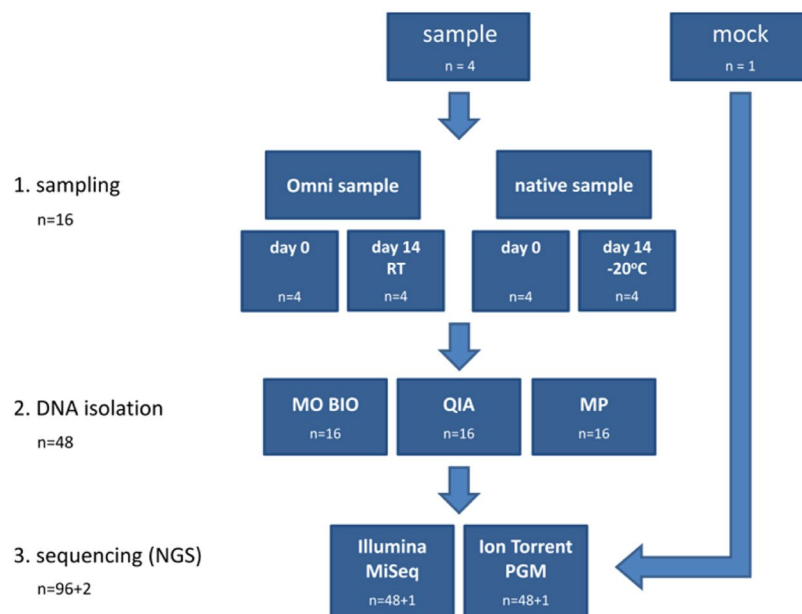 sample
n = 4
mock
n = 1
1. sampling
n=16
Omni sample
native sample
day 0
n=4
day 14
RT
n=4
day 0
n=4
day 14
-20°C
n=4
2. DNA isolation
n=48
MO BIO
n=16
QIA
n=16
MP
n=16
3. sequencing (NGS)
n=96+2
Illumina
MiSeq
n=48+1
Ion Torrent
PGM
n=48+1